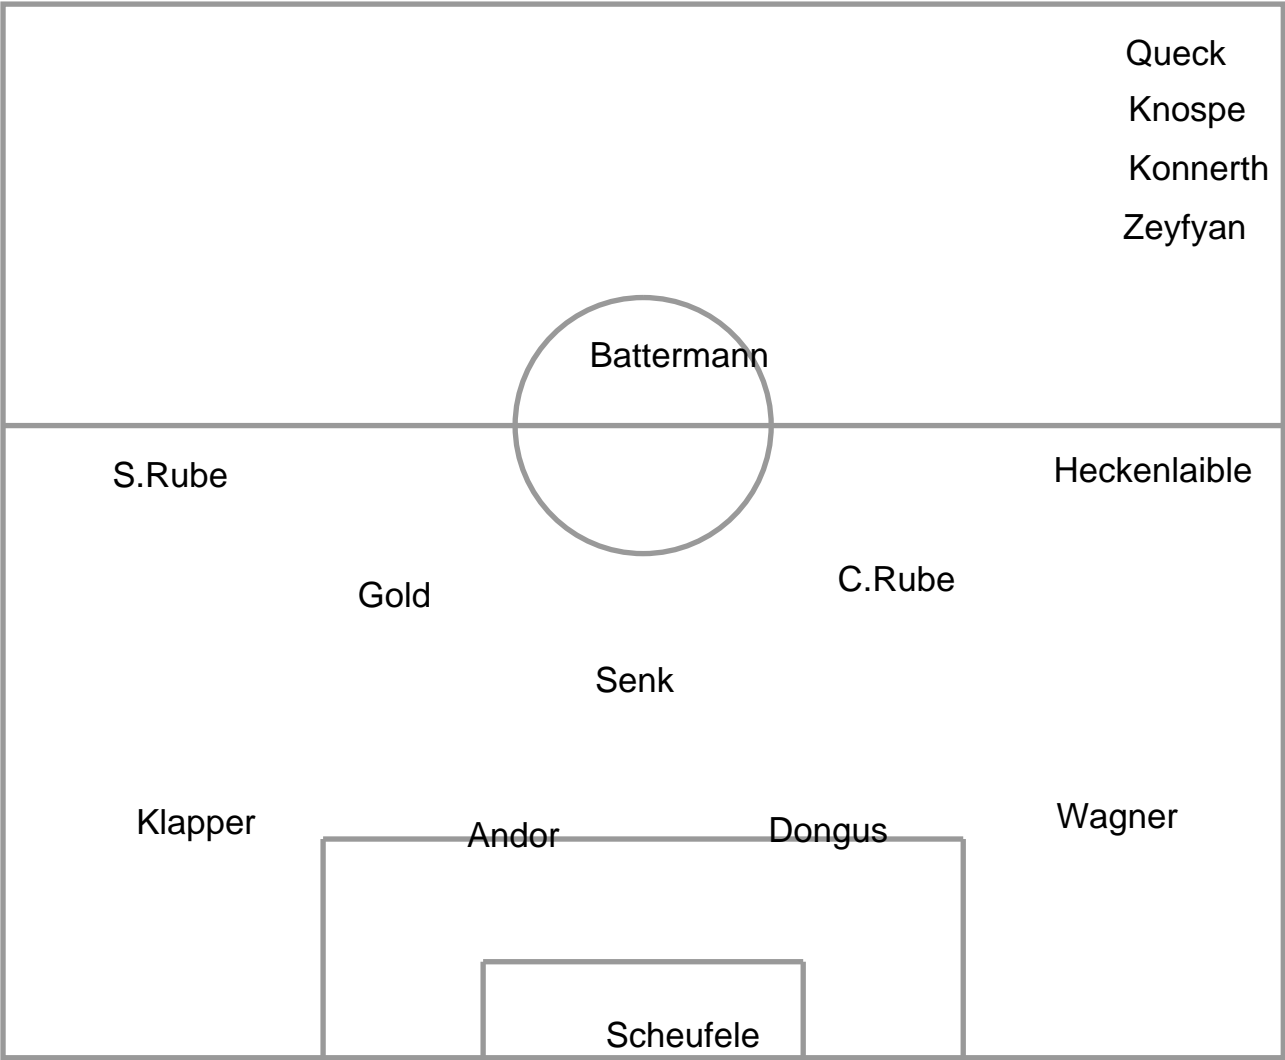 Queck
Knospe
Konnerth
Zeyfyan
Battermann
S.Rube
Heckenlaible
Gold
C.Rube
Senk
Klapper
Andor
Dongus
Wagner
Scheufele